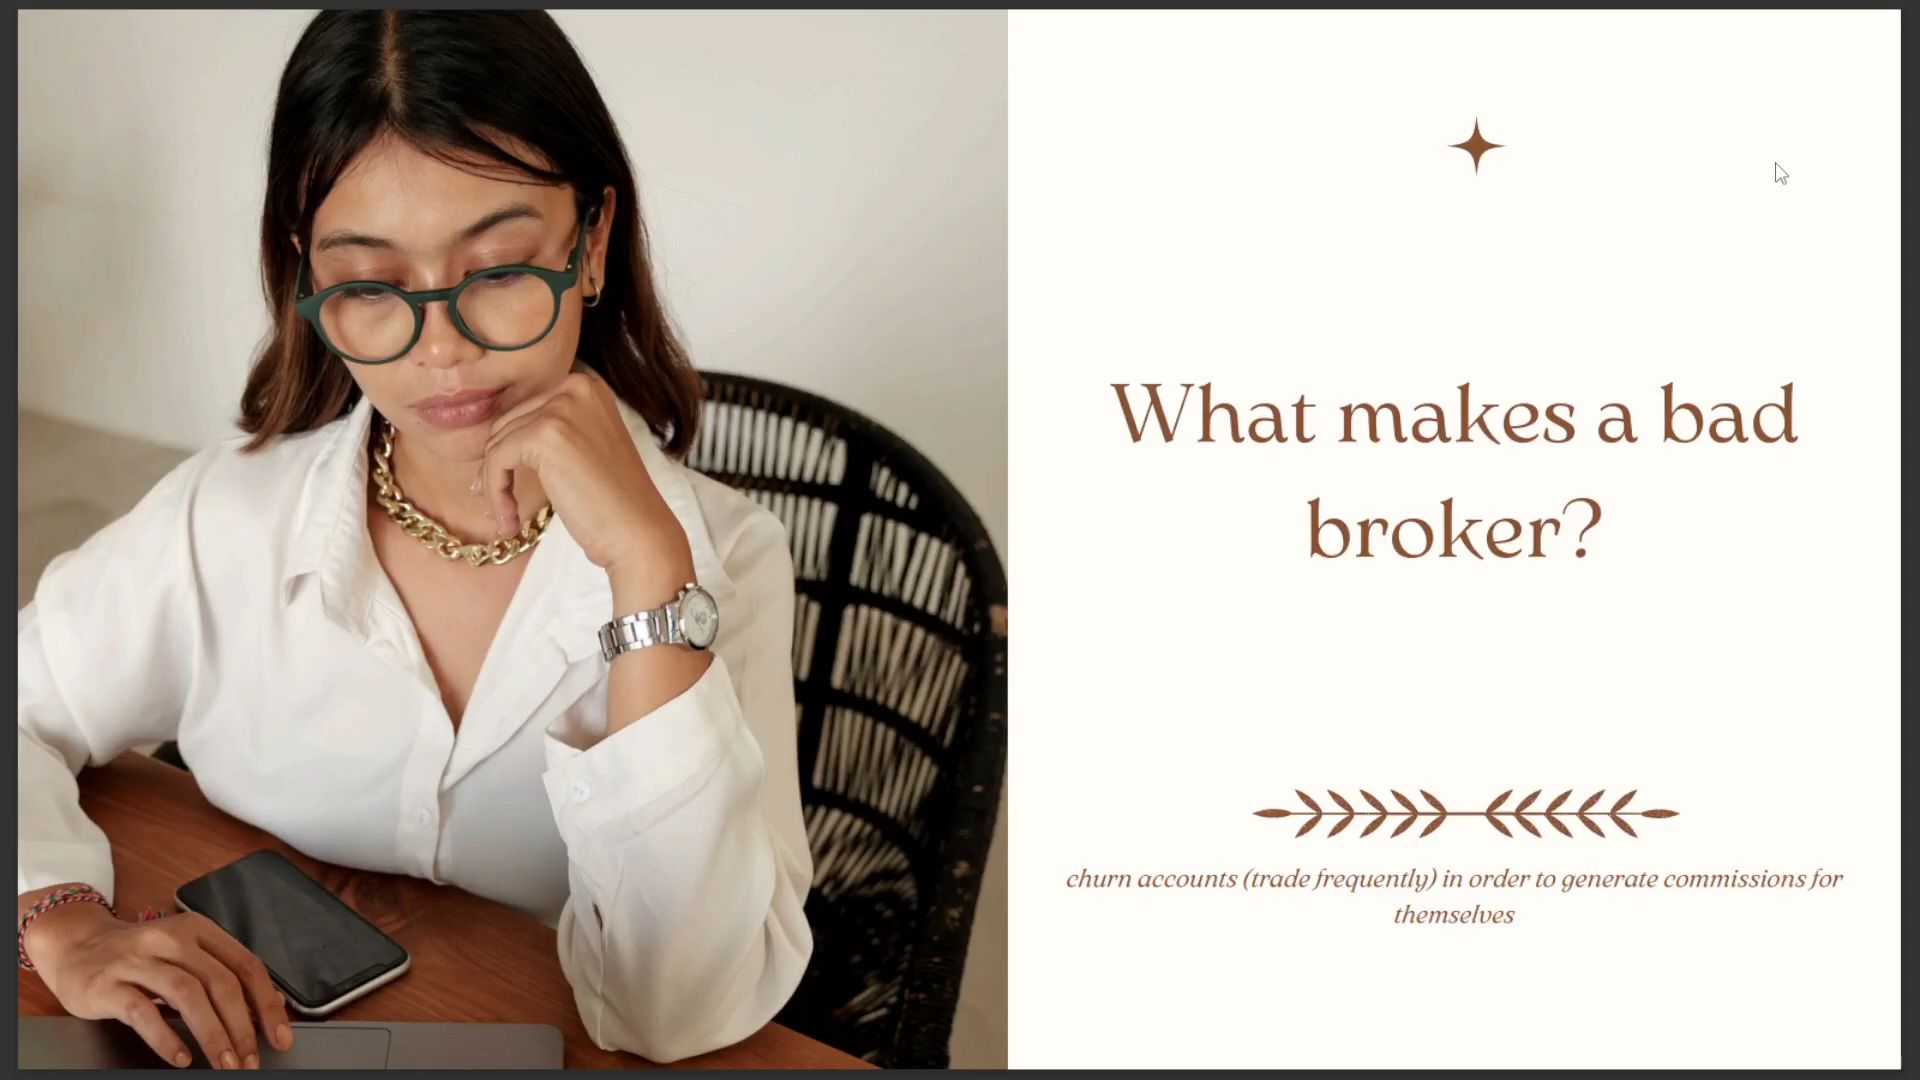 What makes a bad
broker?
churn accounts (trade frequently) in order to generate commissions for
themselves